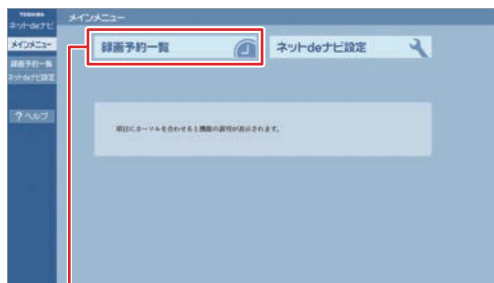 TOSHIBA
ネットdeナビ
メインメニュー
録画予約一覧
ネットdeナビ設定
?ヘルプ
メインメニュー
録画予約一覧
ネットdeナビ設定
項目にカーソルを合わせると機能の説明が表示されます。